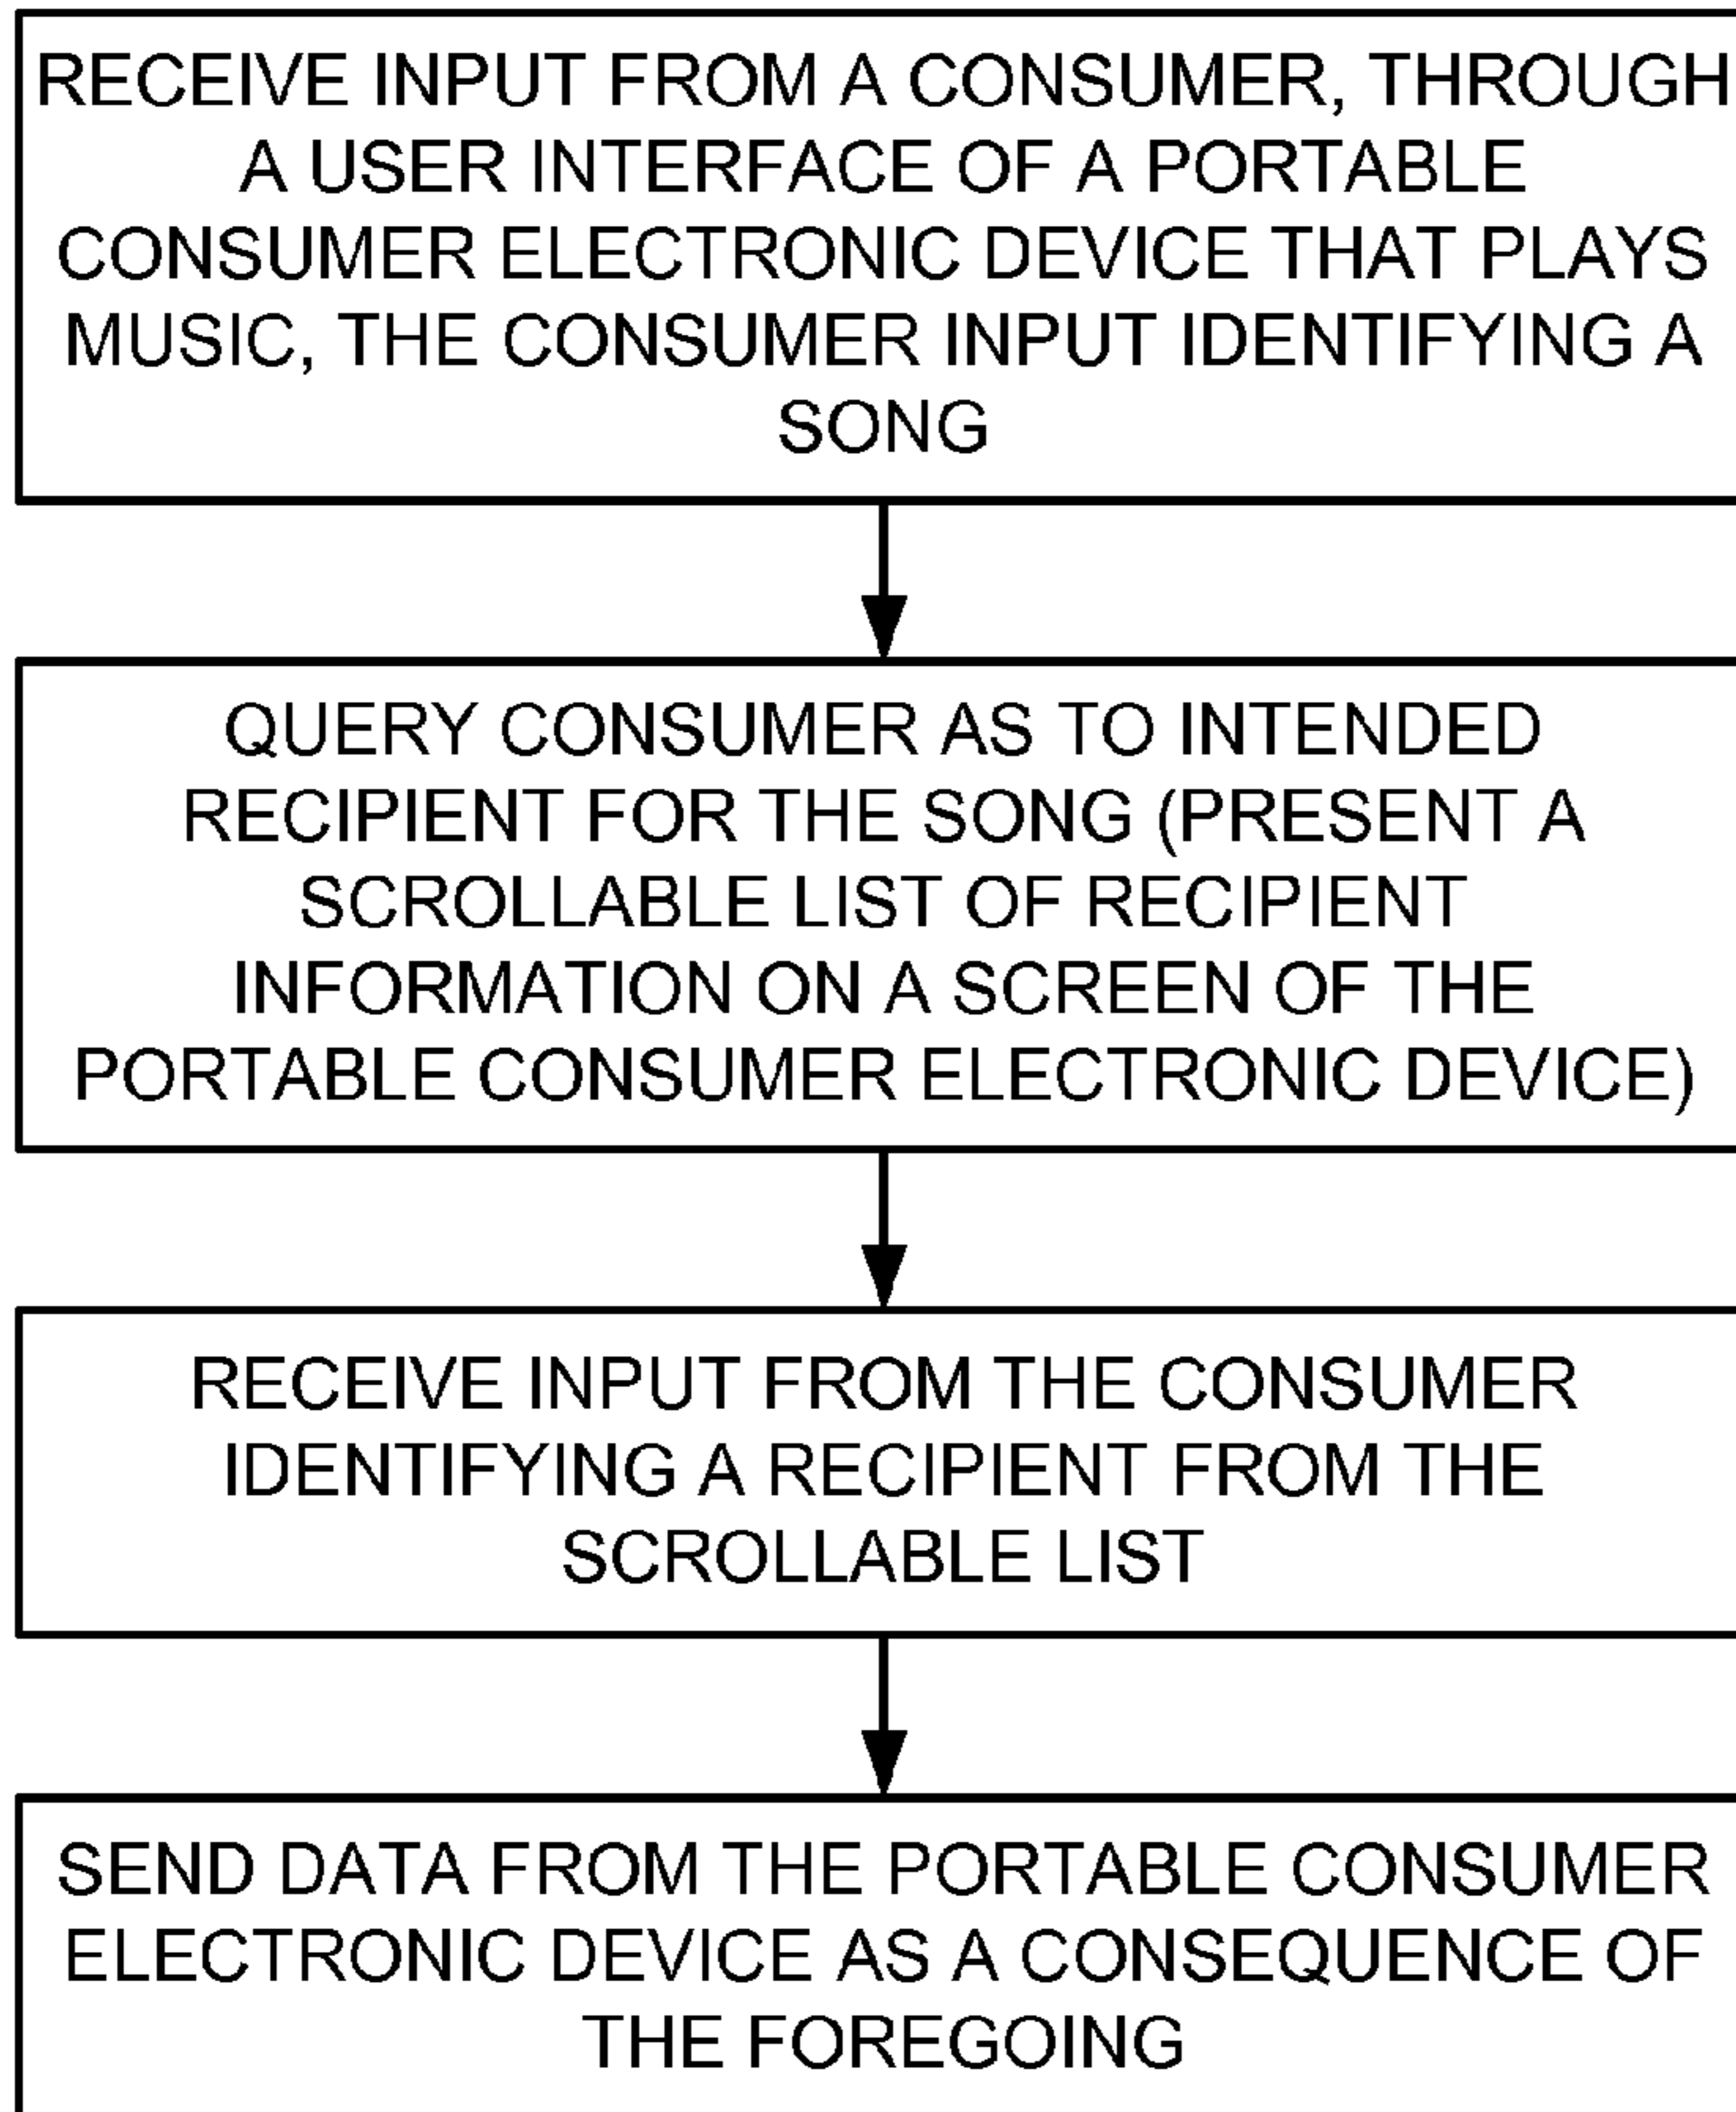 RECEIVE INPUT FROM A CONSUMER, THROUGH
A USER INTERFACE OF A PORTABLE
CONSUMER ELECTRONIC DEVICE THAT PLAYS
MUSIC, THE CONSUMER INPUT IDENTIFYING A
SONG
QUERY CONSUMER AS TO INTENDED
RECIPIENT FOR THE SONG (PRESENT A
SCROLLABLE LIST OF RECIPIENT
INFORMATION ON A SCREEN OF THE
PORTABLE CONSUMER ELECTRONIC DEVICE)
RECEIVE INPUT FROM THE CONSUMER
IDENTIFYING A RECIPIENT FROM THE
SCROLLABLE LIST
SEND DATA FROM THE PORTABLE CONSUMER
ELECTRONIC DEVICE AS A CONSEQUENCE OF
THE FOREGOING